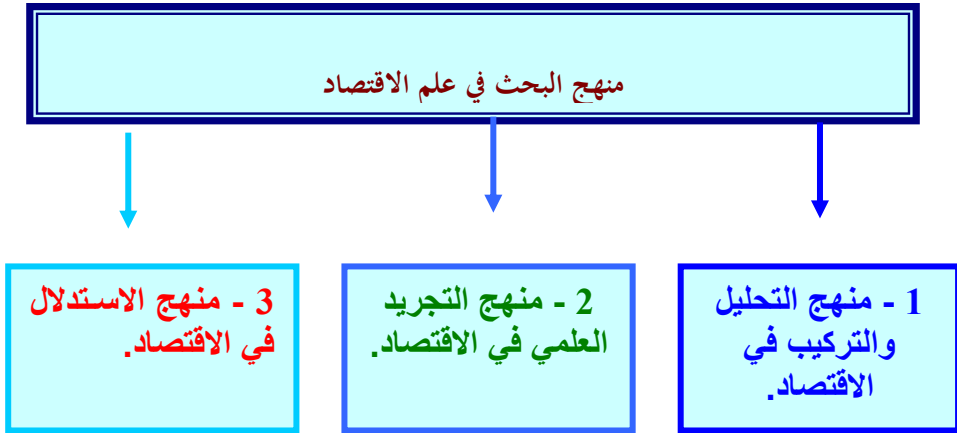 منهج البحث في علم الاقتصاد
1 - منهج التحليل
والتركيب في
الاقتصاد.
2 - منهج التجريد
العلمي في الاقتصاد.
3 - منهج الاستدلال
في الاقتصاد.